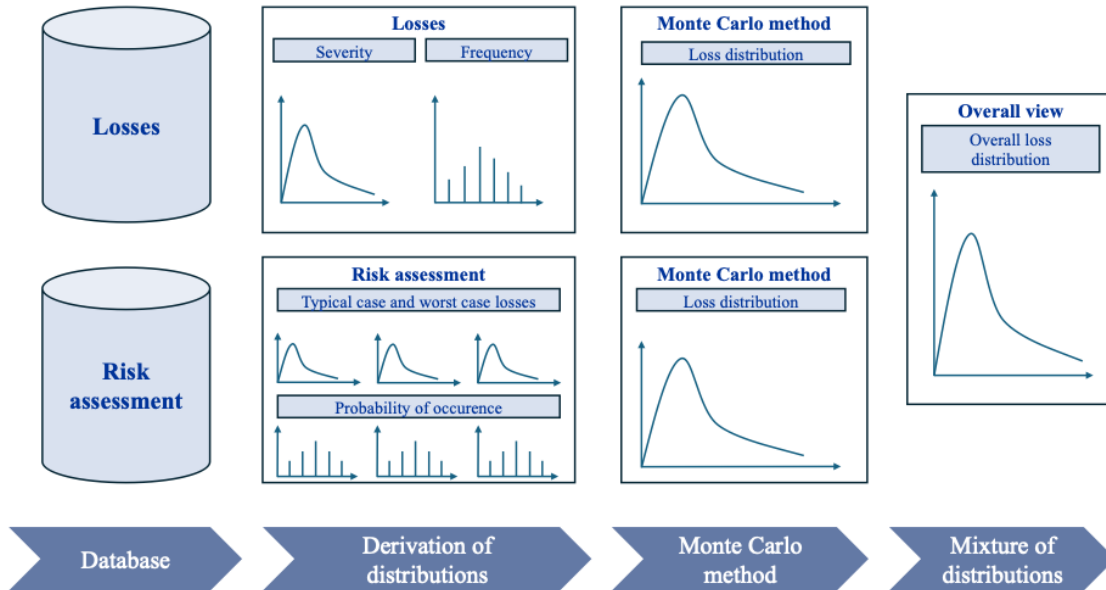 Losses
Losses
Severity
Frequency
Monte Carlo method
Loss distribution
Overall view
Overall loss
distribution
Risk
assessment
Risk assessment
Typical case and worst case losses
Probability of occurence
Monte Carlo method
Loss distribution
Database
Derivation of
distributions
Monte Carlo
method
Mixture of
distributions